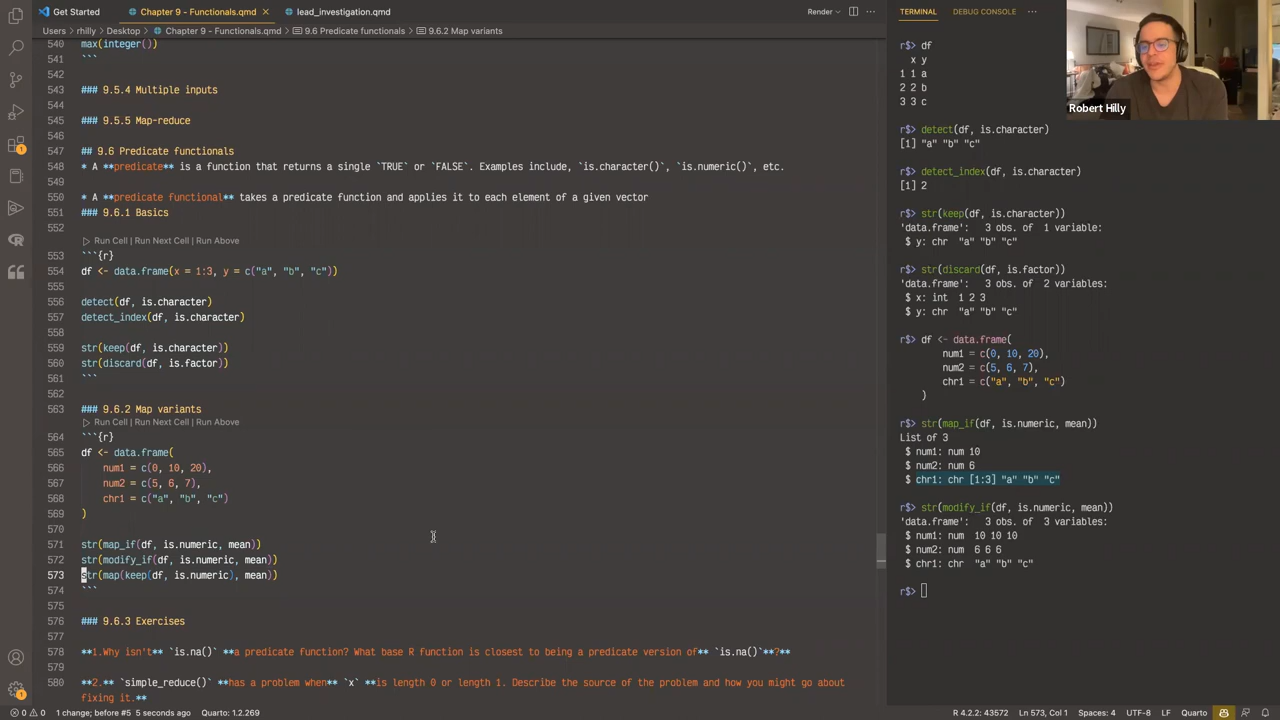 Get Started
Chapter 9 - Functionals.qmd ×
lead_investigation.qmd
Render
Users > rhilly > Desktop > Chapter 9 - Functionals.qmd > ### 9.6 Predicate functionals > ### 9.6.2 Map variants
540 max(integer())
541 ```
542
543 ### 9.5.4 Multiple inputs
544
545 ### 9.5.5 Map-reduce
546
547 ## 9.6 Predicate functionals
548 * A **predicate** is a function that returns a single `TRUE` or `FALSE`. Examples include, `is.character()`, `is.numeric()`, etc.
549
550 * A **predicate functional** takes a predicate function and applies it to each element of a given vector
551 ### 9.6.1 Basics
552
Run Cell | Run Next Cell | Run Above
553 ```{r}
554 df <- data.frame(x = 1:3, y = c("a", "b", "c"))
555
556 detect(df, is.character)
557 detect_index(df, is.character)
558
559 str(keep(df, is.character))
560 str(discard(df, is.factor))
561 ```
562
563 ### 9.6.2 Map variants
Run Cell | Run Next Cell | Run Above
564 ```{r}
565 df <- data.frame(
566 num1 = c(0, 10, 20),
567 num2 = c(5, 6, 7),
568 chr1 = c("a", "b", "c")
569 )
570
571 str(map_if(df, is.numeric, mean))
572 str(modify_if(df, is.numeric, mean))
573 str(map(keep(df, is.numeric), mean))
574 ```
575
576 ### 9.6.3 Exercises
577
578 **1.Why isn't** `is.na()` **a predicate function? What base R function is closest to being a predicate version of** `is.na()`**?**
579
580 **2.** `simple_reduce()` **has a problem when** `x` **is length 0 or length 1. Describe the source of the problem and how you might go about
fixing it.**
TERMINAL
DEBUG CONSOLE
r$> df
x y
1 1 a
2 2 b
3 3 c
r$> detect(df, is.character)
[1] "a" "b" "c"
r$> detect_index(df, is.character)
[1] 2
r$> str(keep(df, is.character))
'data.frame': 3 obs. of 1 variable:
$ y: chr "a" "b" "c"
r$> str(discard(df, is.factor))
'data.frame': 3 obs. of 2 variables:
$ x: int 1 2 3
$ y: chr "a" "b" "c"
r$> df <- data.frame(
num1 = c(0, 10, 20),
num2 = c(5, 6, 7),
chr1 = c("a", "b", "c")
)
r$> str(map_if(df, is.numeric, mean))
List of 3
$ num1: num 10
$ num2: num 6
$ chr1: chr [1:3] "a" "b" "c"
r$> str(modify_if(df, is.numeric, mean))
'data.frame': 3 obs. of 3 variables:
$ num1: num 10 10 10
$ num2: num 6 6 6
$ chr1: chr "a" "b" "c"
r$>
Robert Hilly
0 0 1 change; before #5 5 seconds ago Quarto: 1.2.269
R 4.2.2: 43572 Ln 573, Col 1 Spaces: 4 UTF-8 LF Quarto